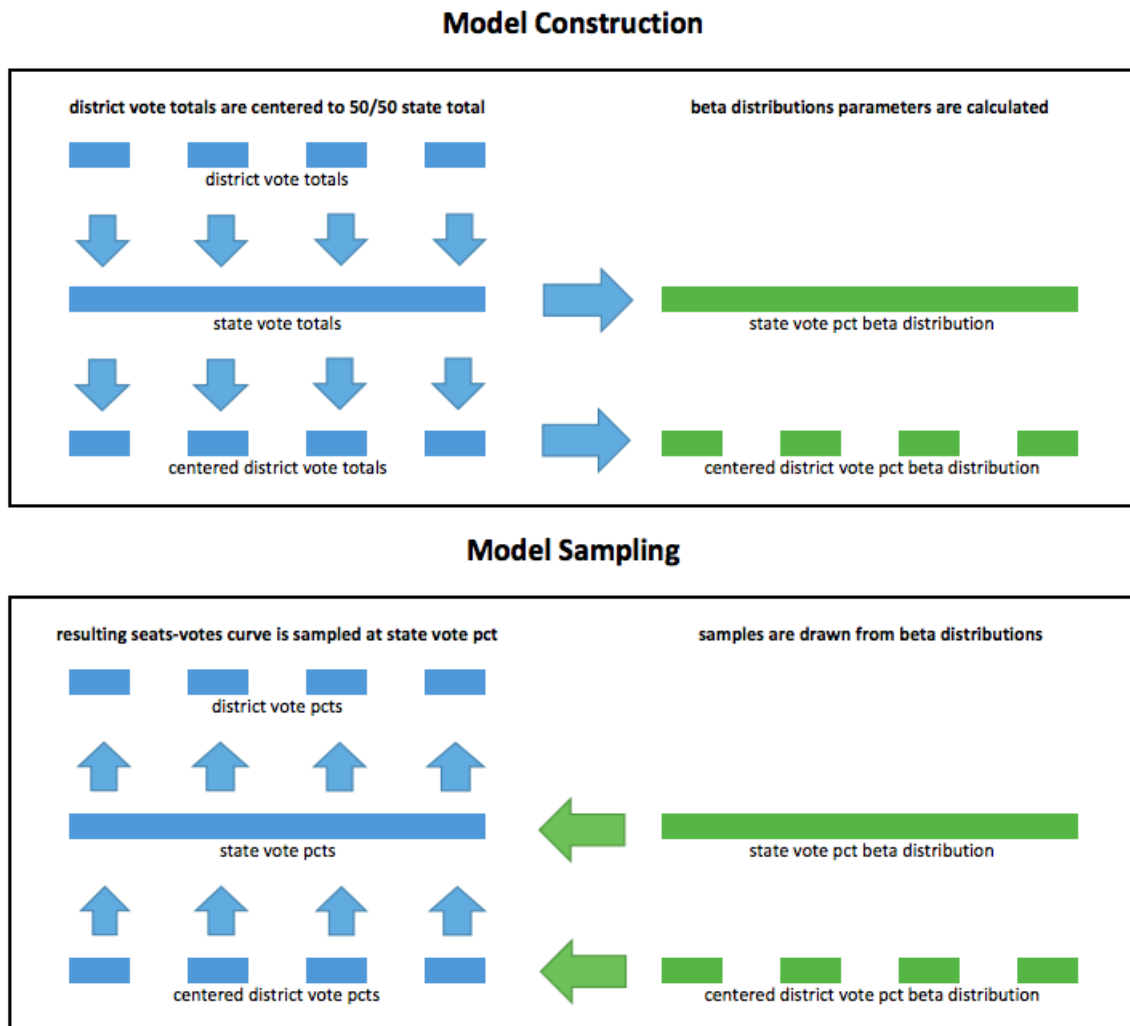 Model Construction
district vote totals are centered to 50/50 state total
beta distributions parameters are calculated
district vote totals
state vote totals
state vote pct beta distribution
centered district vote totals
centered district vote pct beta distribution
Model Sampling
resulting seats-votes curve is sampled at state vote pct
samples are drawn from beta distributions
district vote pcts
state vote pcts
state vote pct beta distribution
centered district vote pcts
centered district vote pct beta distribution